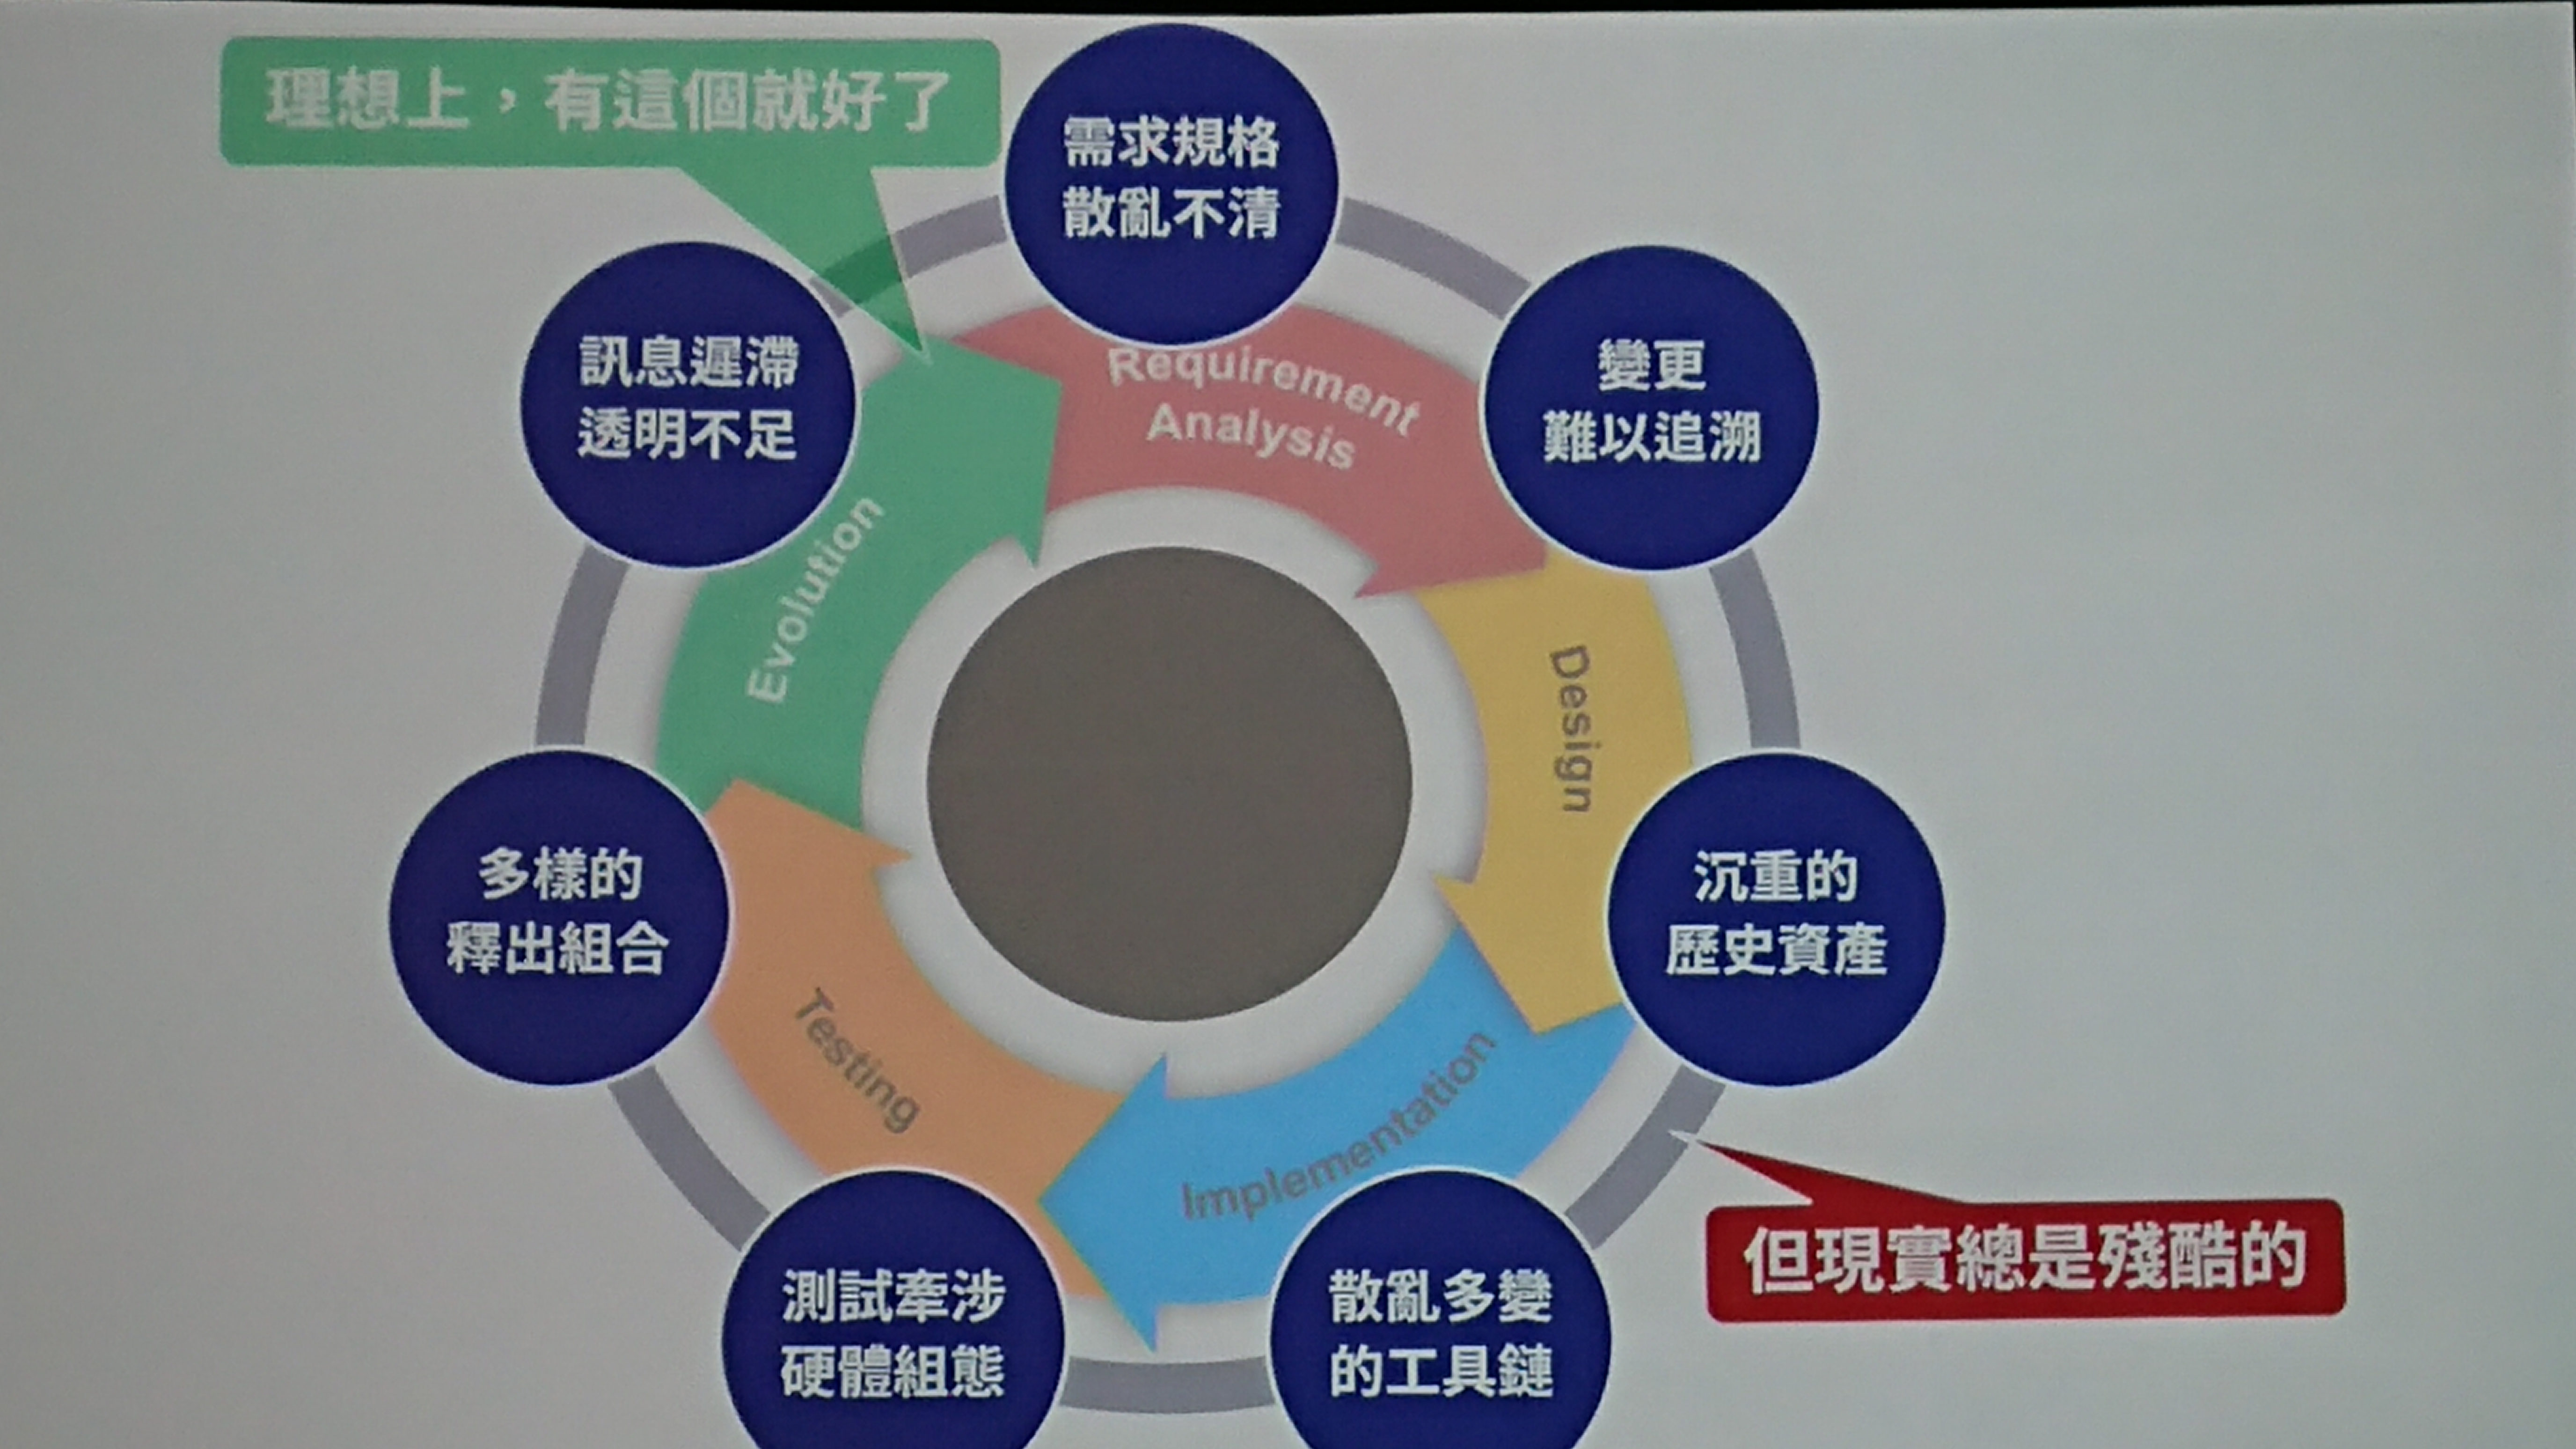 理想上，有這個就好了
需求規格
散亂不清
變更
難以追溯
沉重的
歷史資產
散亂多變
的工具鏈
測試牽涉
硬體組態
多樣的
釋出組合
訊息遲滯
透明不足
Requirement
Analysis
Design
Implementation
Testing
Evolution
但現實總是殘酷的